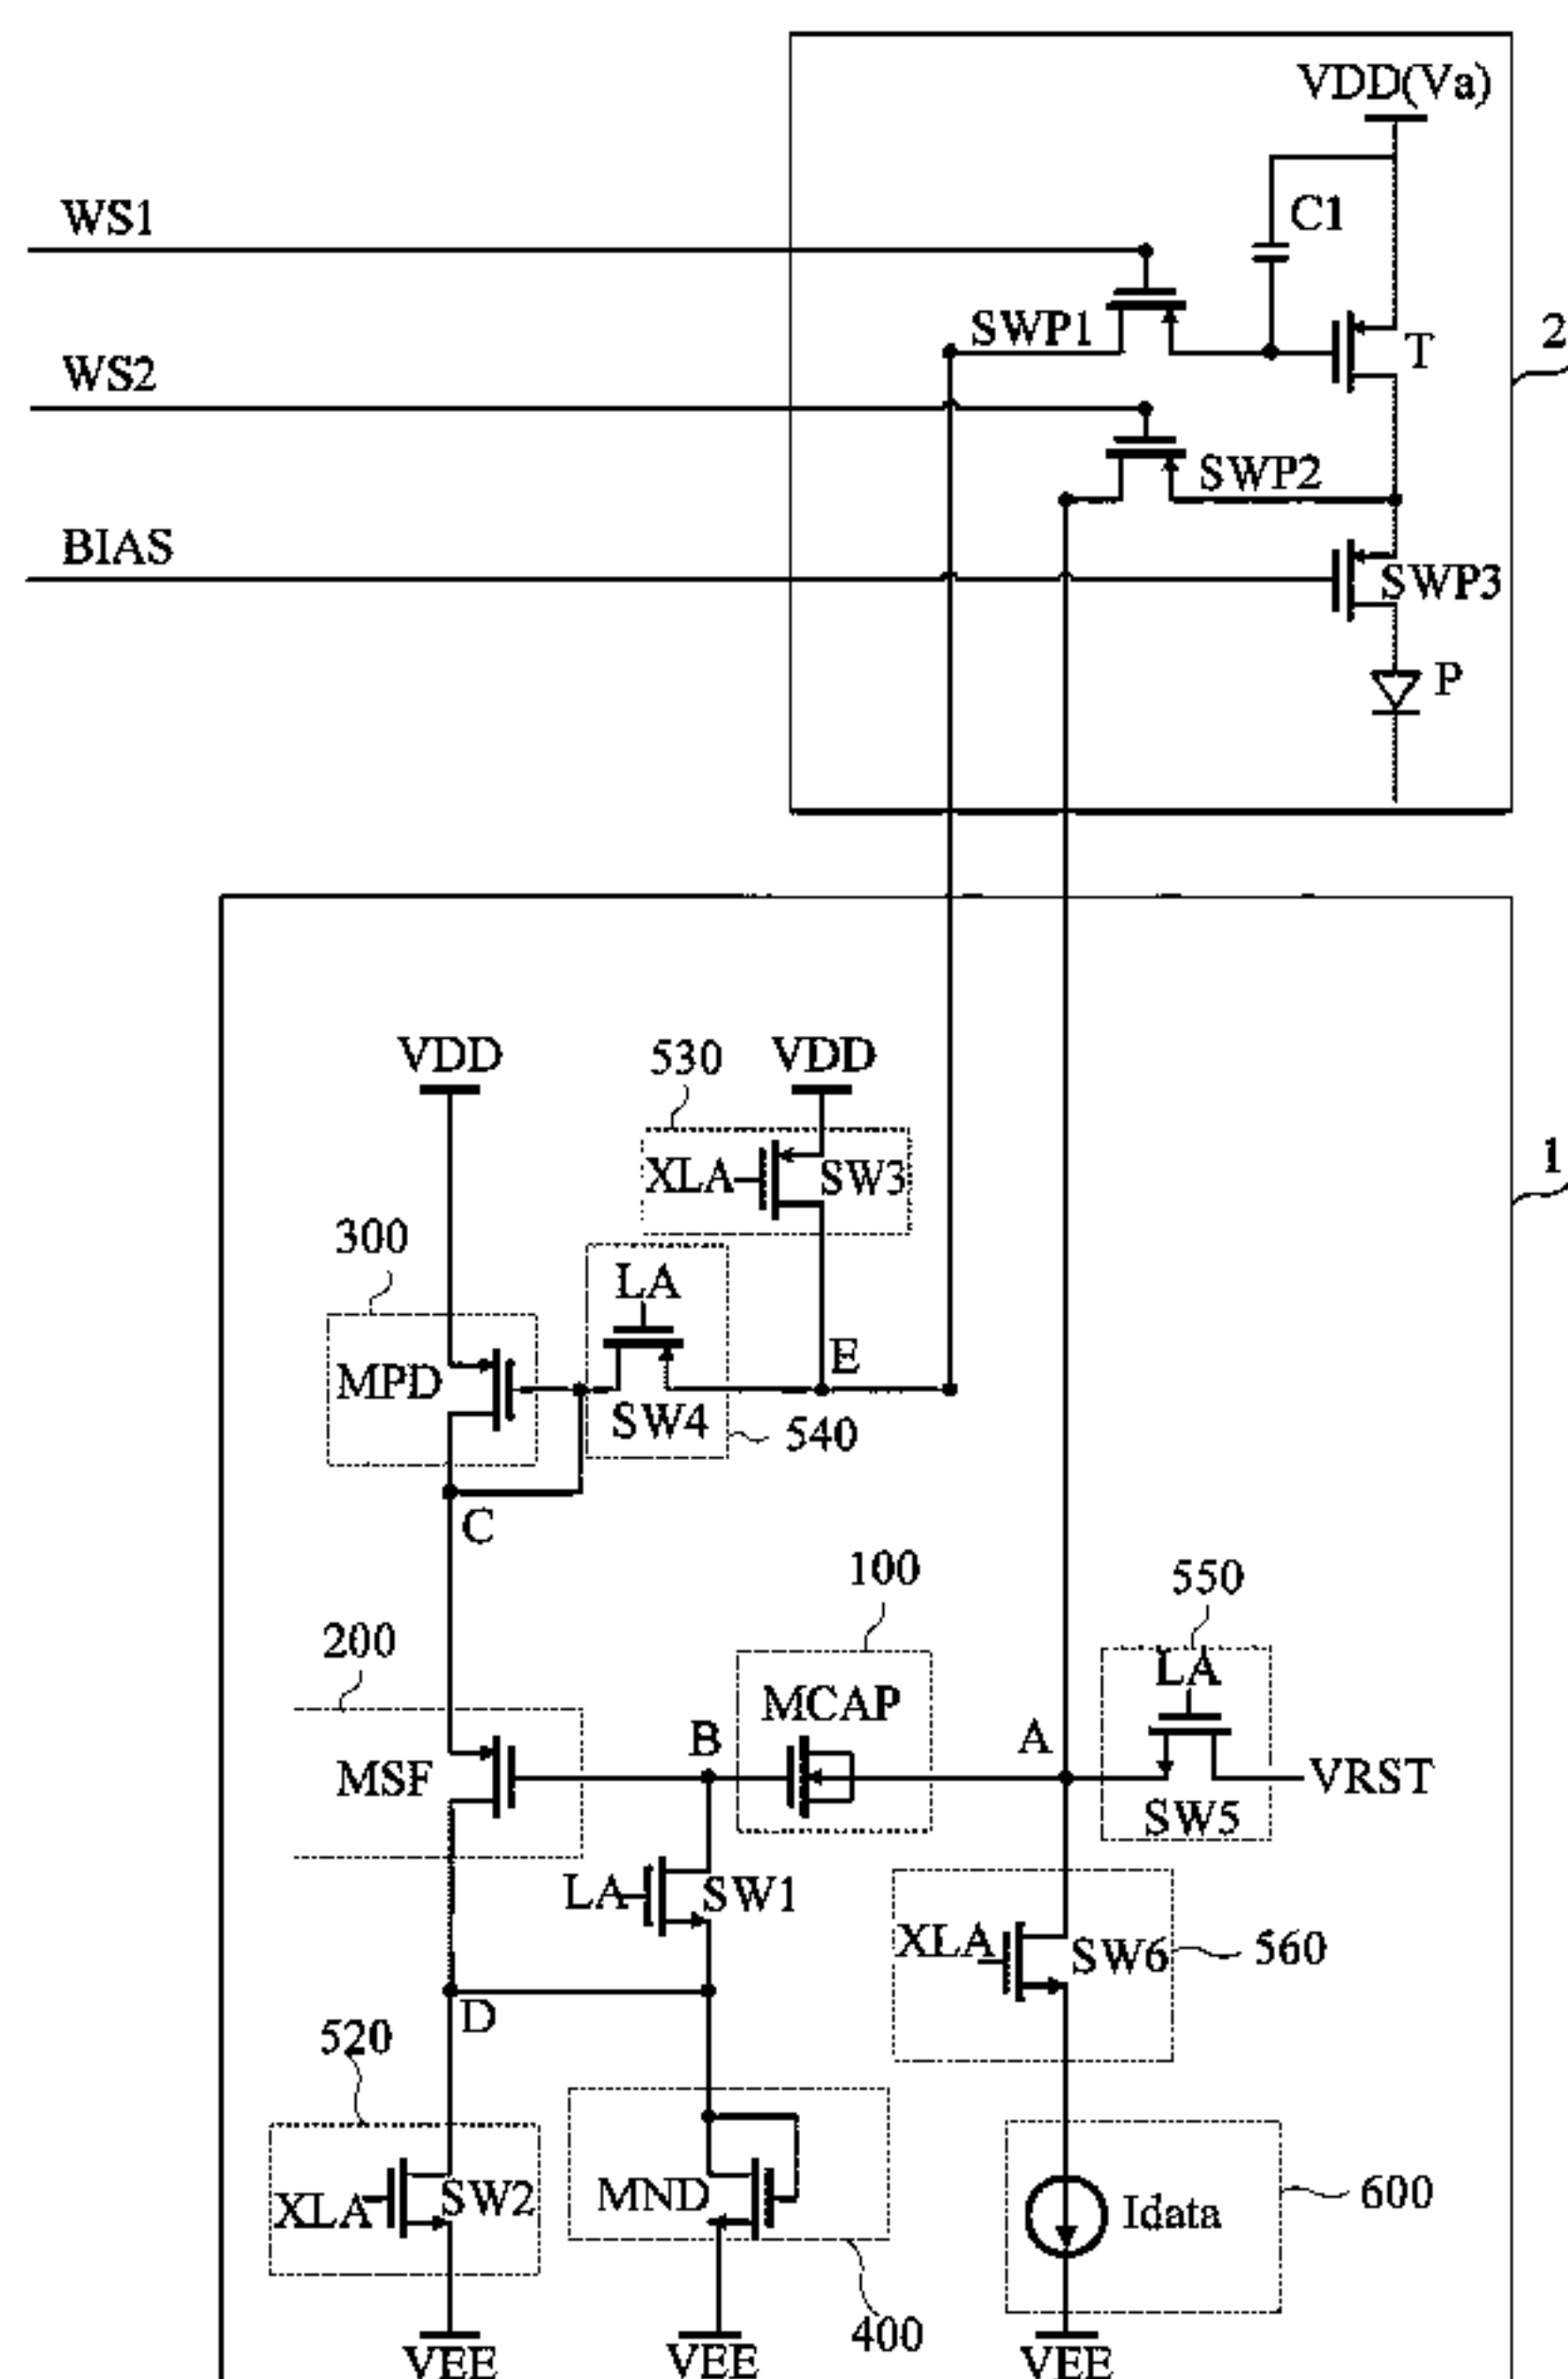 VDD(Va)
WS1
C1
SWP1
T
2
WS2
SWP2
BIAS
SWP3
P
VDD
530
VDD
XLA
SW3
1
300
LA
MPD
E
SW4
540
C
100
550
200
LA
MCAP
B
A
MSF
VRST
SW5
LA
SW1
XLA
SW6
560
D
520
MND
XLA
SW2
Idata
600
400
VEE
VEE
VEE